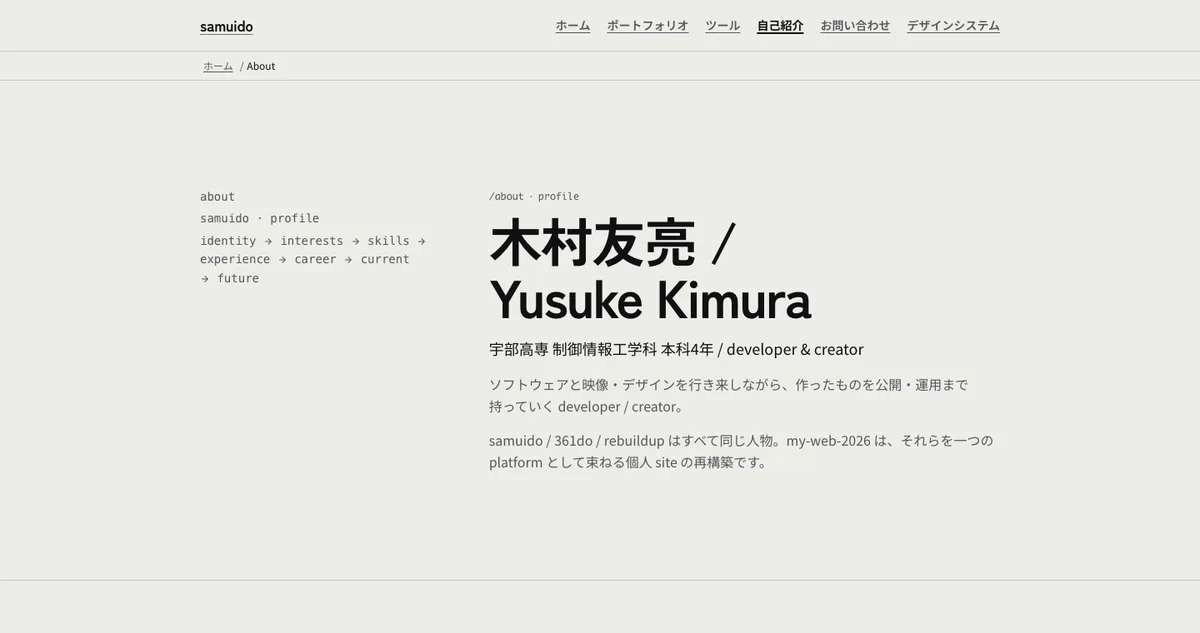 samuido
ホーム ポートフォリオ ツール 自己紹介 お問い合わせ デザインシステム
ホーム / About
about
samuido · profile
identity → interests → skills →
experience → career → current
→ future
/about · profile
木村友亮 /
Yusuke Kimura
宇部高専 制御情報工学科 本科4年 / developer & creator
ソフトウェアと映像・デザインを行き来しながら、作ったものを公開・運用まで
持っていく developer / creator。
samuido / 361do / rebuildup はすべて同じ人物。my-web-2026 は、それらを一つの
platform として束ねる個人 site の再構築です。